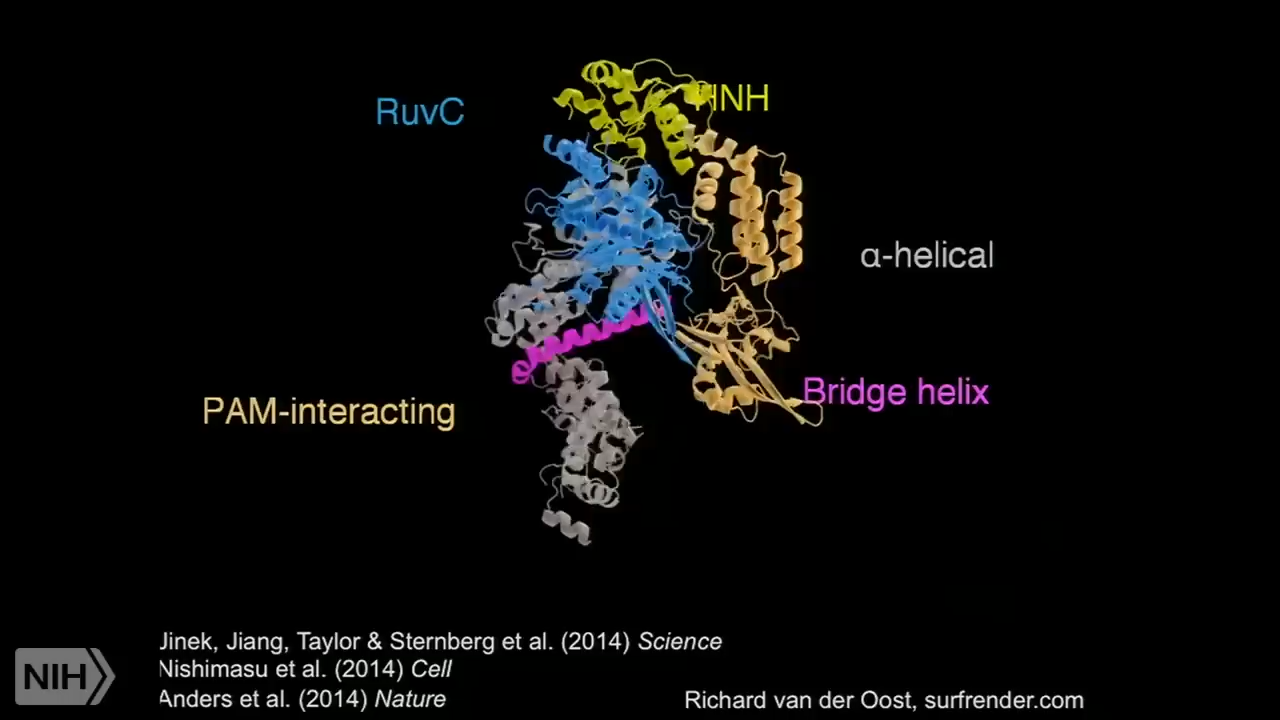 RuvC
HNH
α-helical
Bridge helix
PAM-interacting
Jinek, Jiang, Taylor & Sternberg et al. (2014) Science
Nishimasu et al. (2014) Cell
Anders et al. (2014) Nature
Richard van der Oost, surfrender.com
NIH